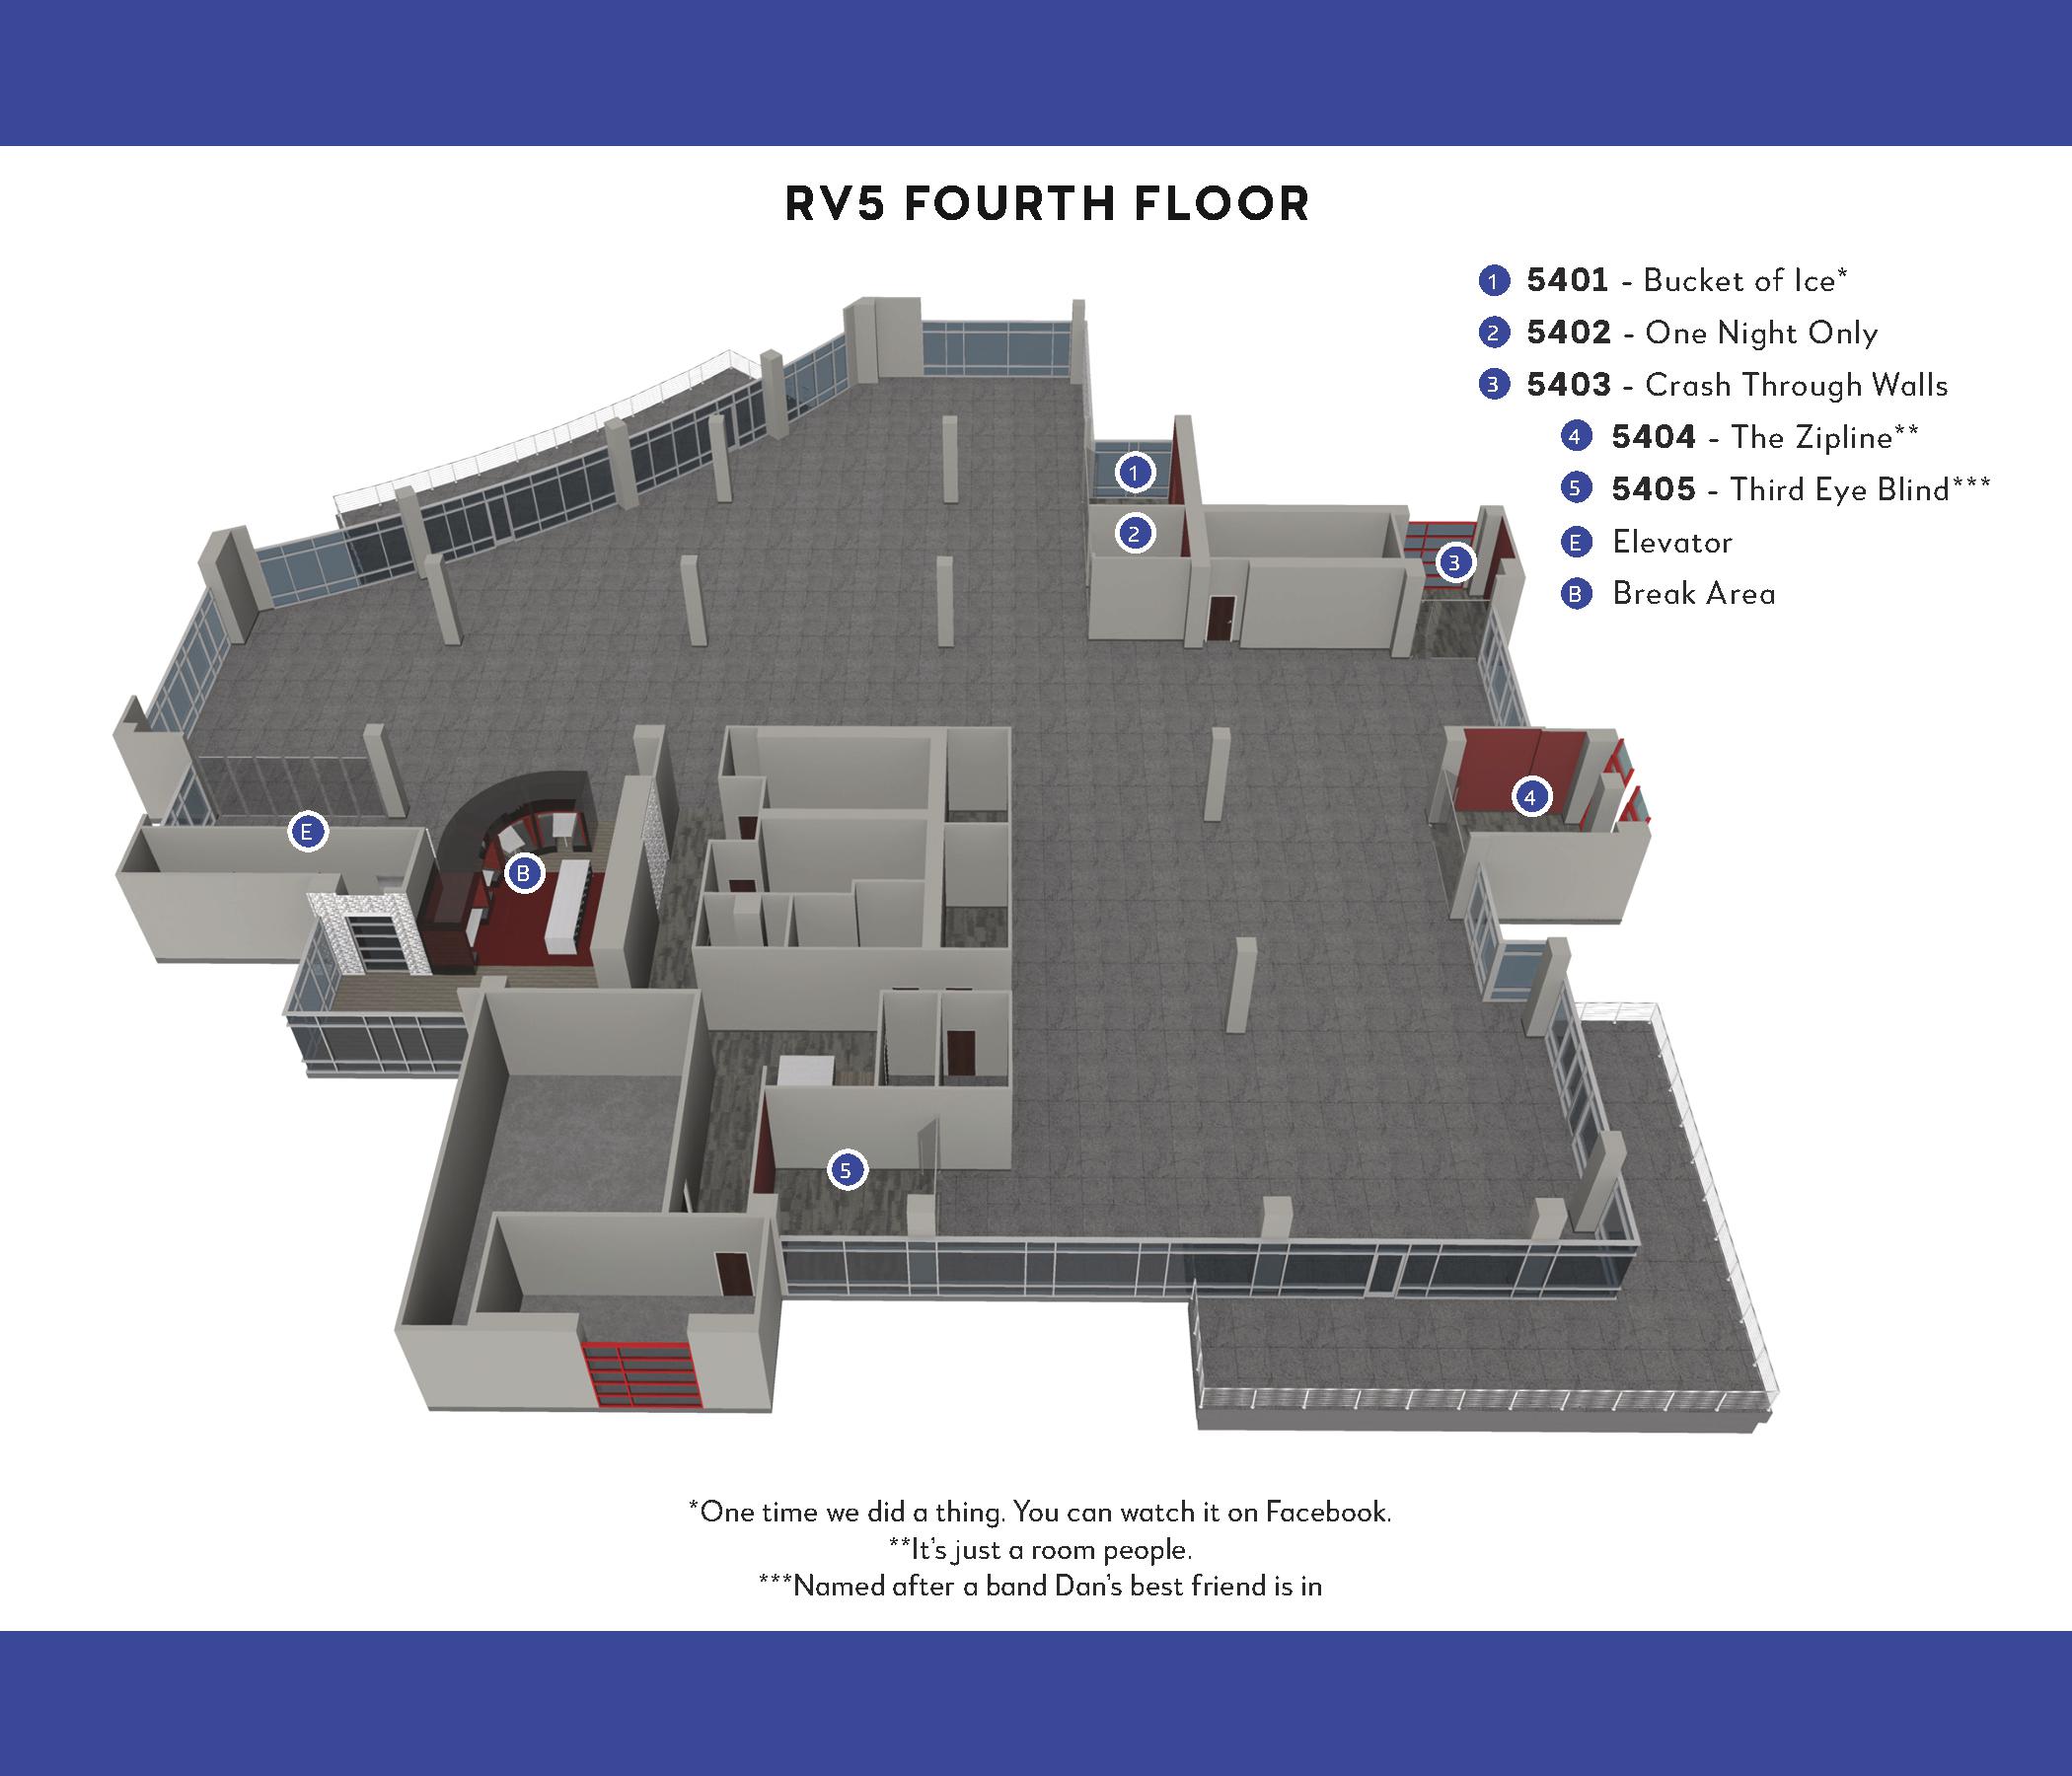 RV5 FOURTH FLOOR
1 5401 - Bucket of Ice*
2 5402 - One Night Only
3 5403 - Crash Through Walls
4 5404 - The Zipline**
5 5405 - Third Eye Blind***
E Elevator
B Break Area
1
2
3
4
E
B
5
*One time we did a thing. You can watch it on Facebook.
**It's just a room people.
***Named after a band Dan's best friend is in